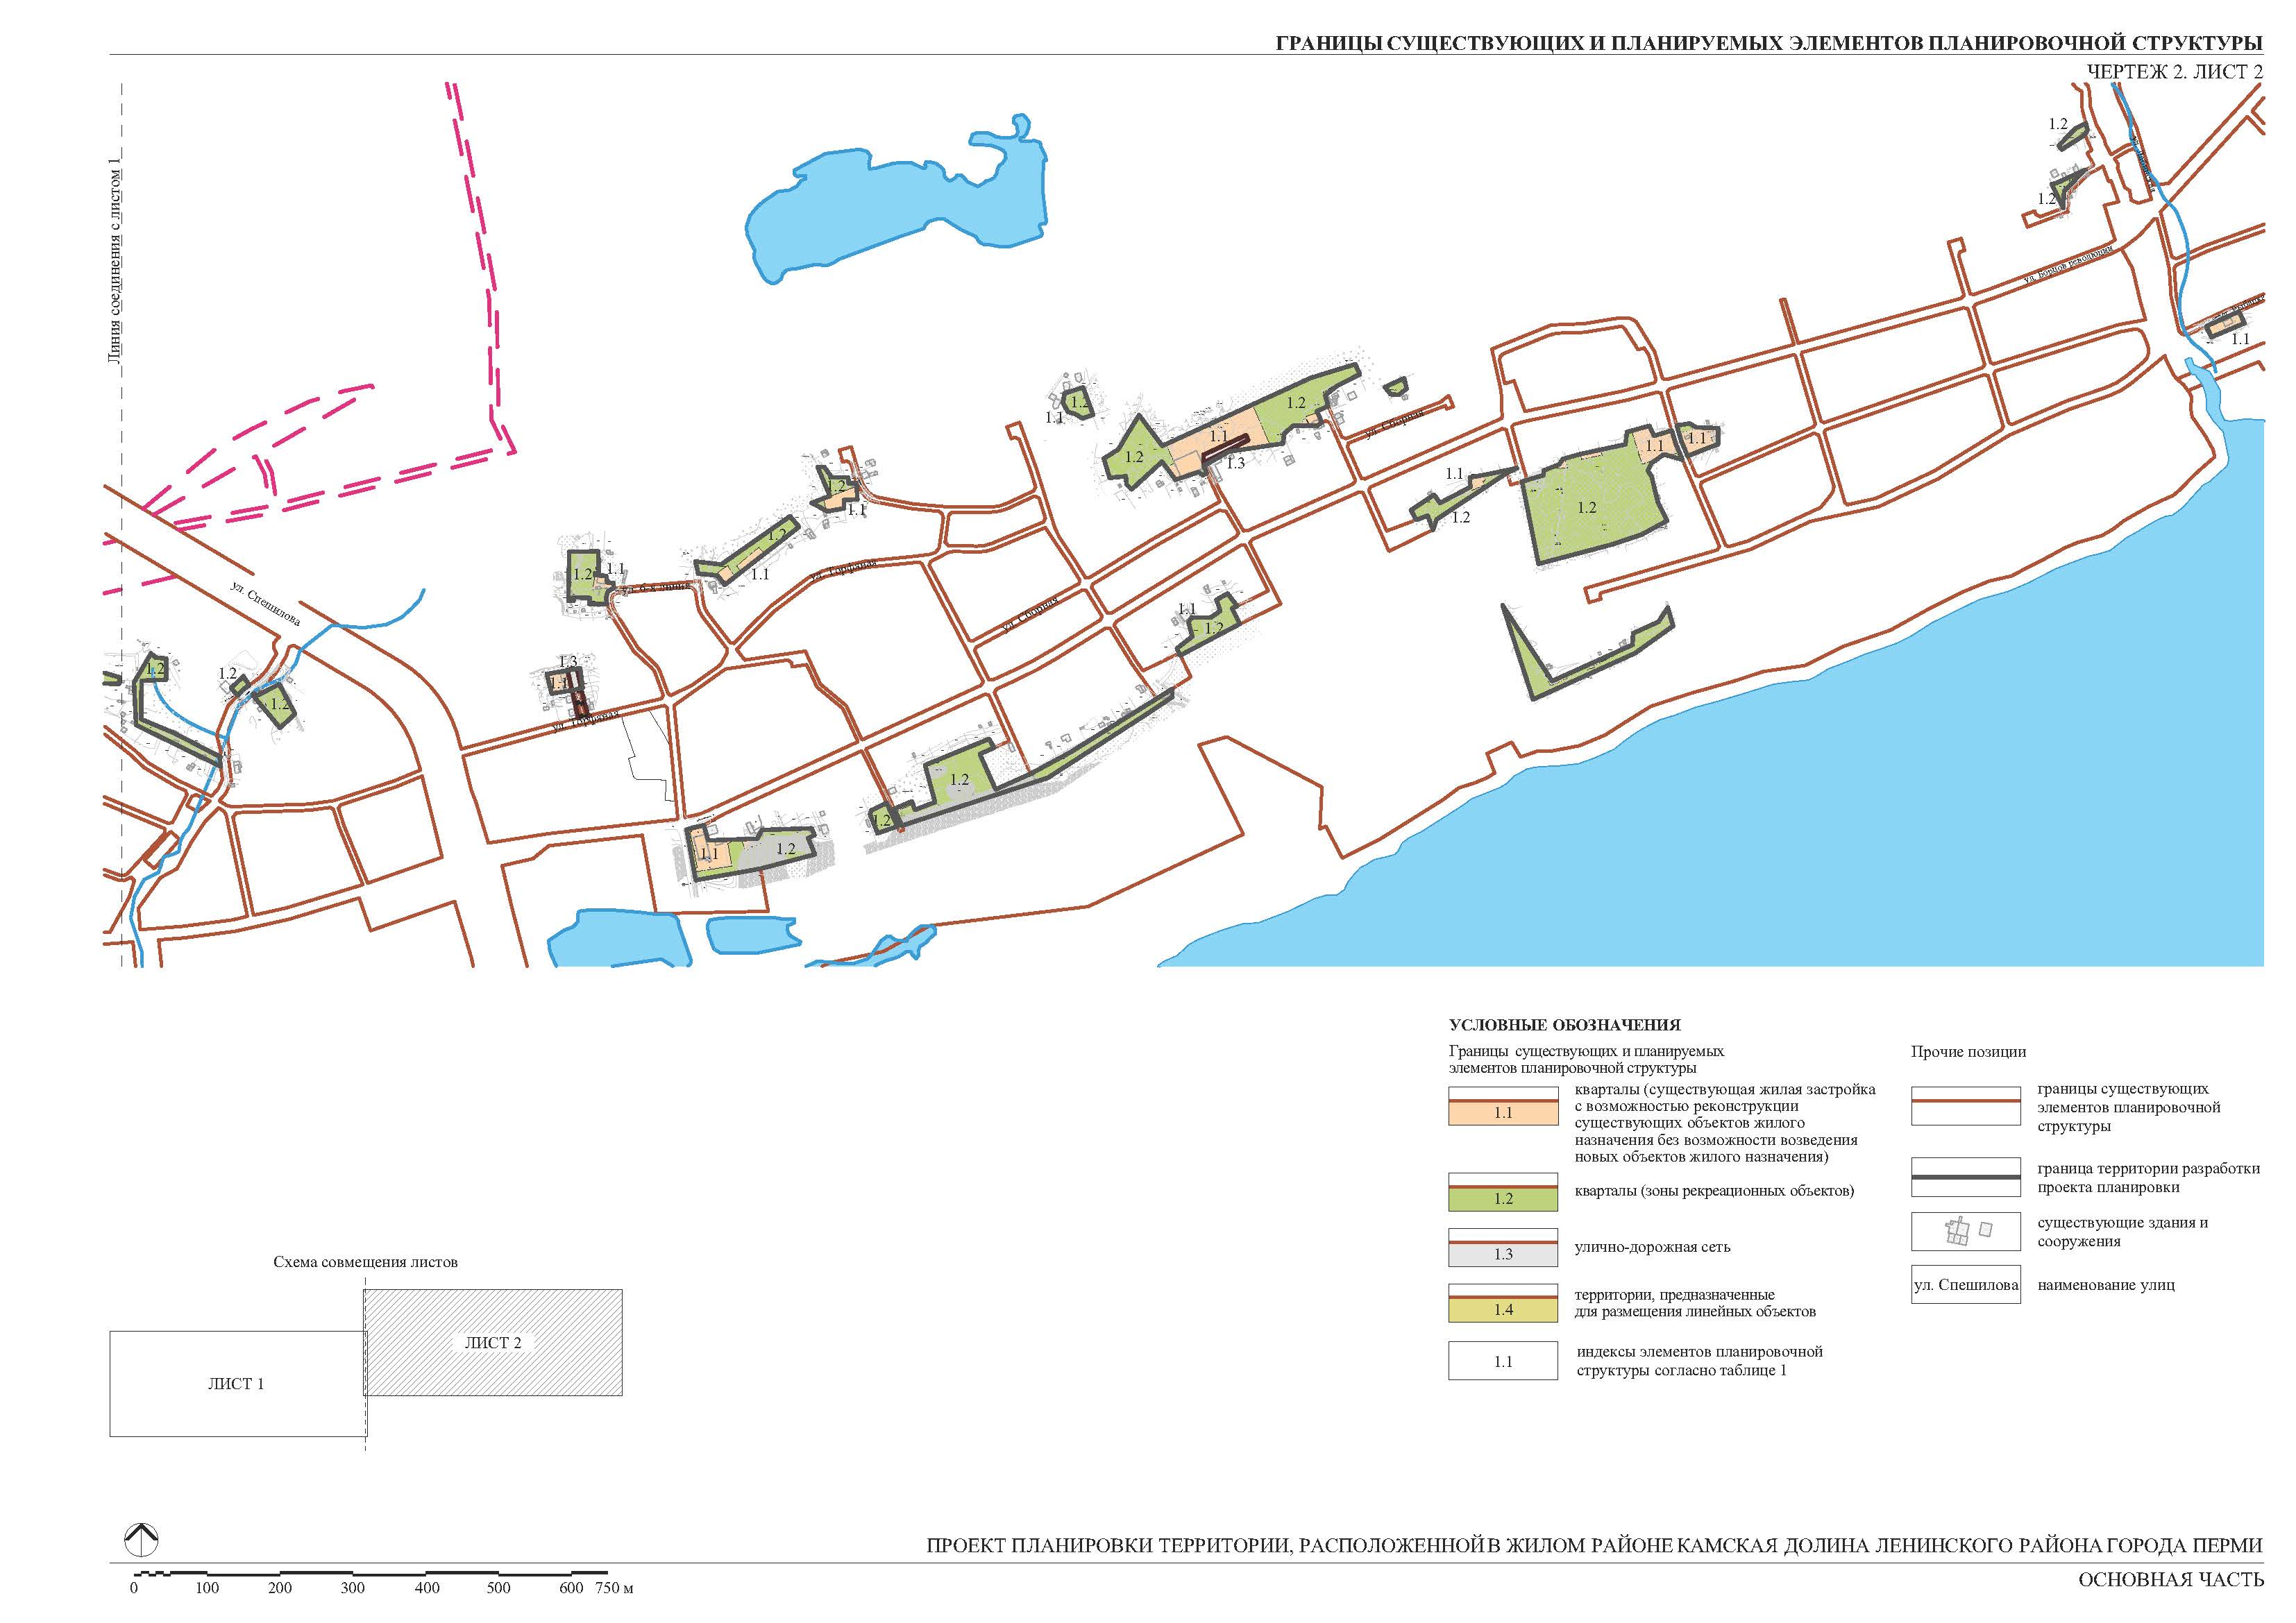 ГРАНИЦЫ СУЩЕСТВУЮЩИХ И ПЛАНИРУЕМЫХ ЭЛЕМЕНТОВ ПЛАНИРОВОЧНОЙ СТРУКТУРЫ
ЧЕРТЕЖ 2. ЛИСТ 2
Линия соединения с листом 1
1.2
1.2
ул. Борцов революции
1.1
1.2
1.1
1.2
1.1
1.2
1.3
ул. Сборная
1.2
1.1
1.2
1.1
1.1
1.2
1.2
1.1
1.2
1.1
1.2
1.1
ул. 6-х линия
ул. Торфяная
ул. Спешилова
ул. Сборная
1.1
1.2
1.2
1.2
1.2
1.3
1.1
ул. Торфяная
1.2
1.2
1.1
1.2
УСЛОВНЫЕ ОБОЗНАЧЕНИЯ
Границы существующих и планируемых
элементов планировочной структуры
1.1
кварталы (существующая жилая застройка
с возможностью реконструкции
существующих объектов жилого
назначения без возможности возведения
новых объектов жилого назначения)
1.2
кварталы (зоны рекреационных объектов)
1.3
улично-дорожная сеть
1.4
территории, предназначенные
для размещения линейных объектов
1.1
индексы элементов планировочной
структуры согласно таблице 1
Прочие позиции
границы существующих
элементов планировочной
структуры
граница территории разработки
проекта планировки
существующие здания и
сооружения
ул. Спешилова
наименование улиц
Схема совмещения листов
ЛИСТ 2
ЛИСТ 1
0 100 200 300 400 500 600 750 м
ПРОЕКТ ПЛАНИРОВКИ ТЕРРИТОРИИ, РАСПОЛОЖЕННОЙ В ЖИЛОМ РАЙОНЕ КАМСКАЯ ДОЛИНА ЛЕНИНСКОГО РАЙОНА ГОРОДА ПЕРМИ
ОСНОВНАЯ ЧАСТЬ